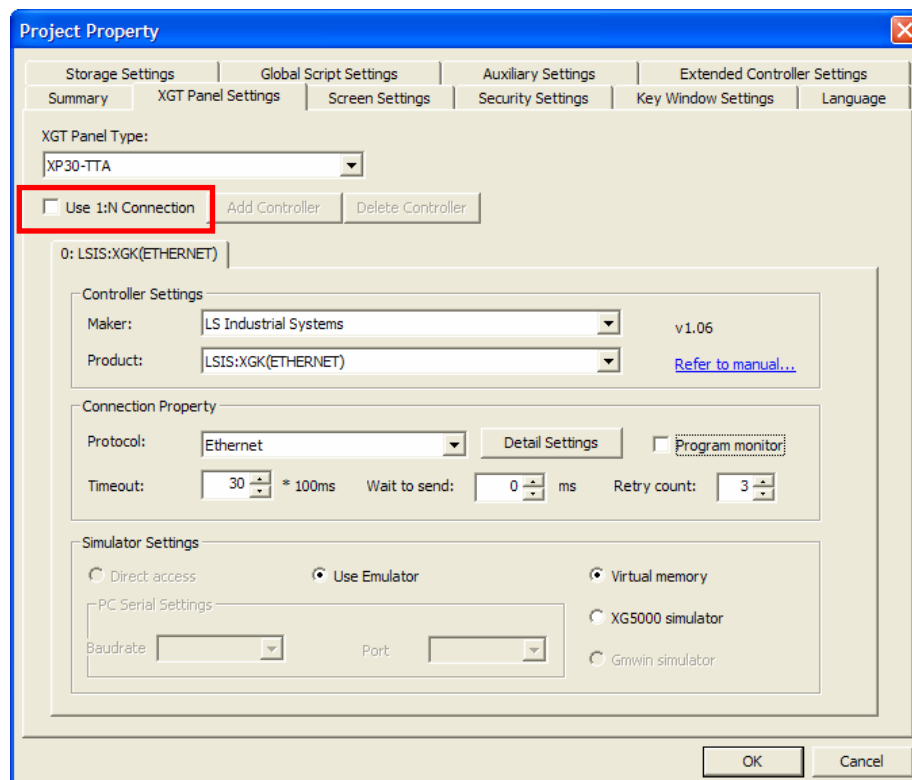 Project Property
Storage Settings Global Script Settings Auxiliary Settings Extended Controller Settings
Summary XGT Panel Settings Screen Settings Security Settings Key Window Settings Language
XGT Panel Type:
XP30-TTA
Use 1:N Connection Add Controller Delete Controller
0: LSIS:XGK(ETHERNET)
Controller Settings
Maker: LS Industrial Systems v1.06
Product: LSIS:XGK(ETHERNET) Refer to manual...
Connection Property
Protocol: Ethernet Detail Settings Program monitor
Timeout: 30 * 100ms Wait to send: 0 ms Retry count: 3
Simulator Settings
Direct access Use Emulator Virtual memory
PC Serial Settings
XG5000 simulator
Baudrate Port
Gmwin simulator
OK Cancel